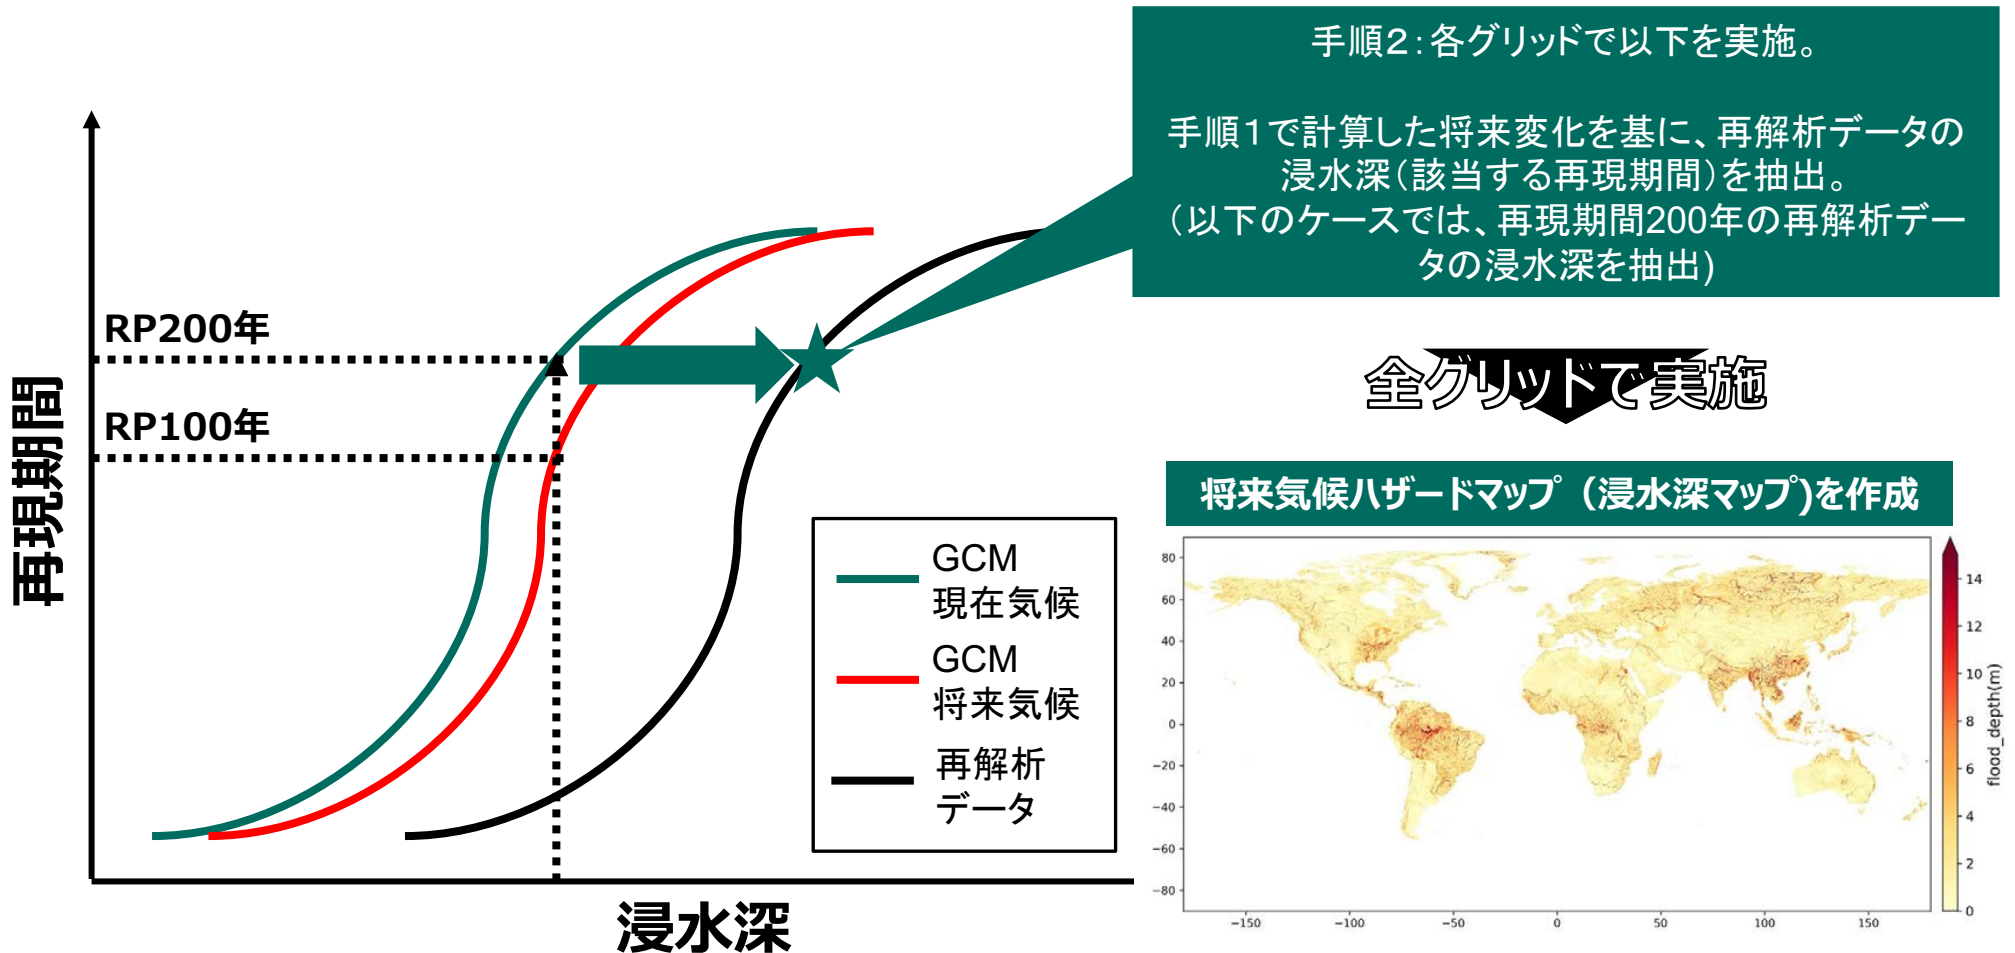 手順２：各グリッドで以下を実施。
手順１で計算した将来変化を基に、再解析データの
浸水深（該当する再現期間）を抽出。
（以下のケースでは、再現期間200年の再解析デー
タの浸水深を抽出)
RP200年
RP100年
再現期間
浸水深
GCM
現在気候
GCM
将来気候
再解析
データ
全グリッドで実施
将来気候ハザードマップ（浸水深マップ)を作成
80
60
40
20
0
−20
−40
−60
−80
−150
−100
−50
0
50
100
150
14
12
10
8
6
4
2
0
flood_depth(m)